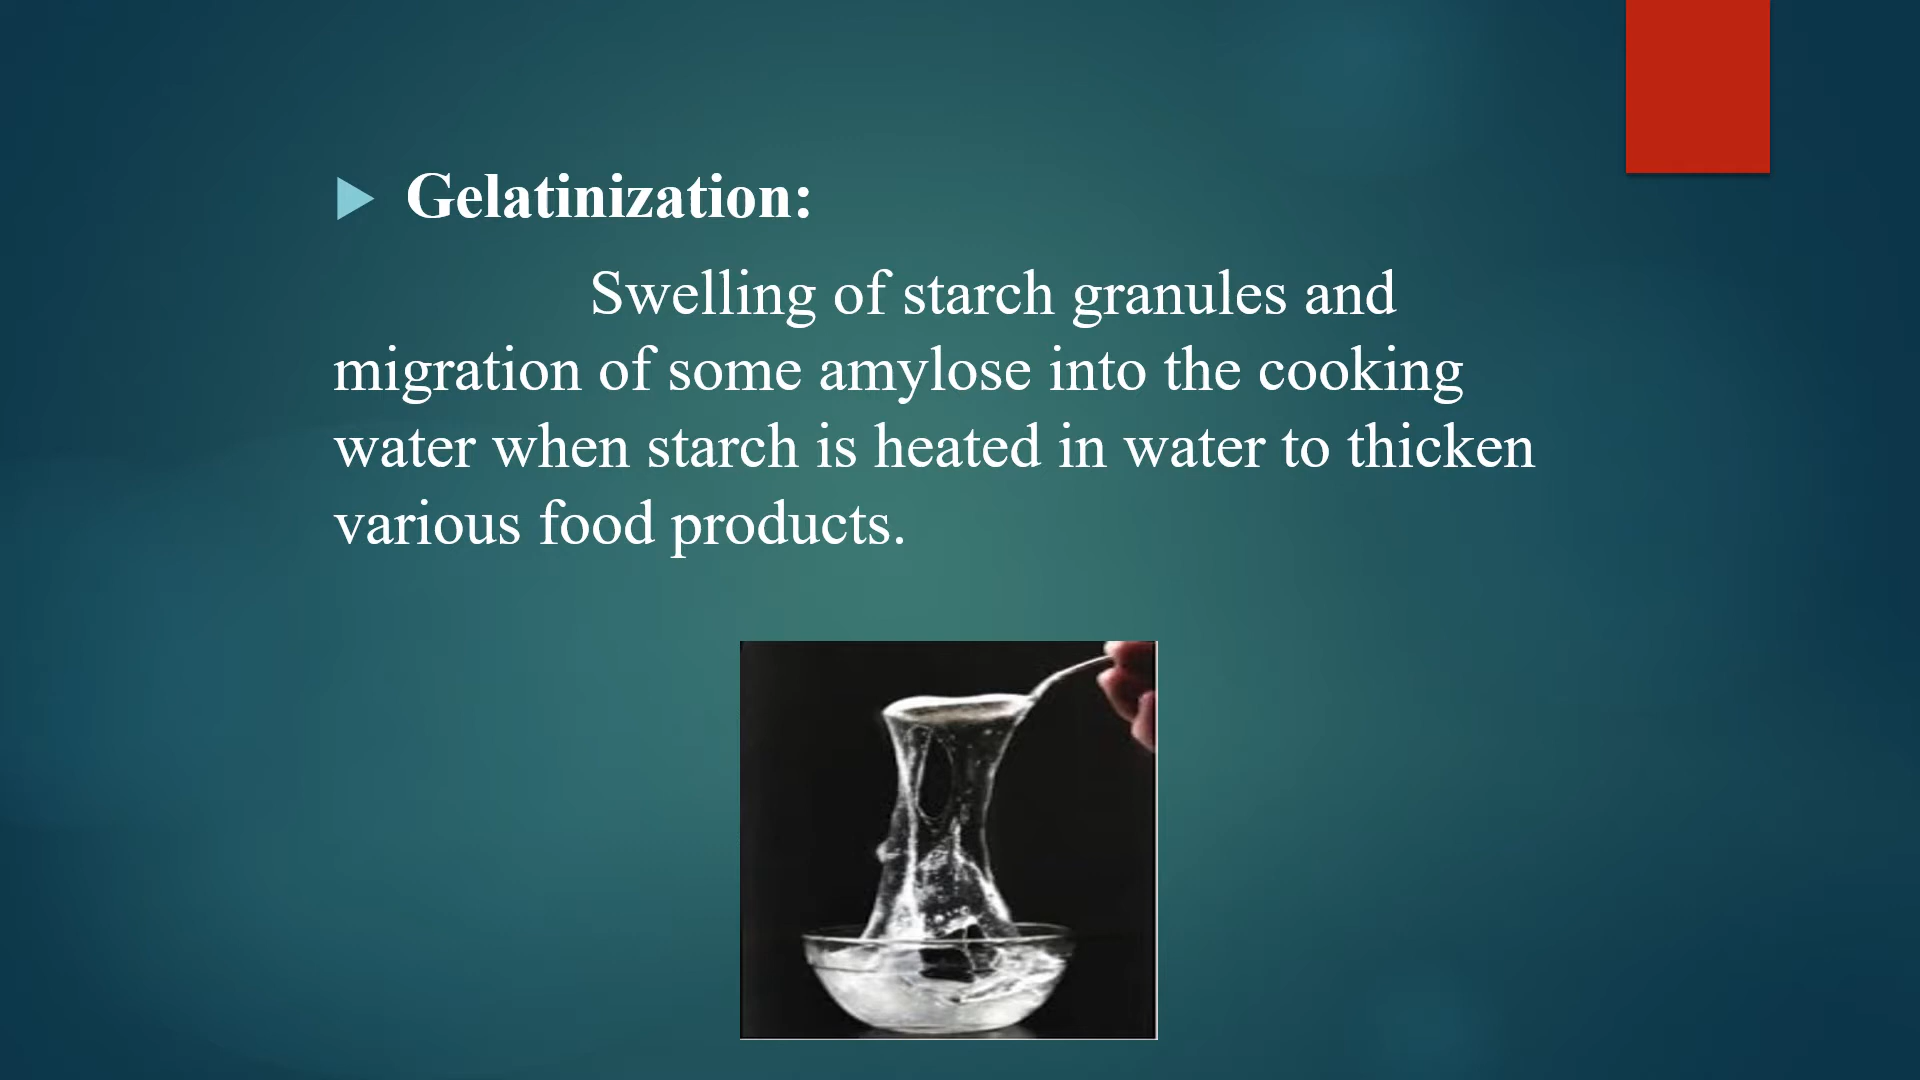 Gelatinization:
Swelling of starch granules and
migration of some amylose into the cooking
water when starch is heated in water to thicken
various food products.